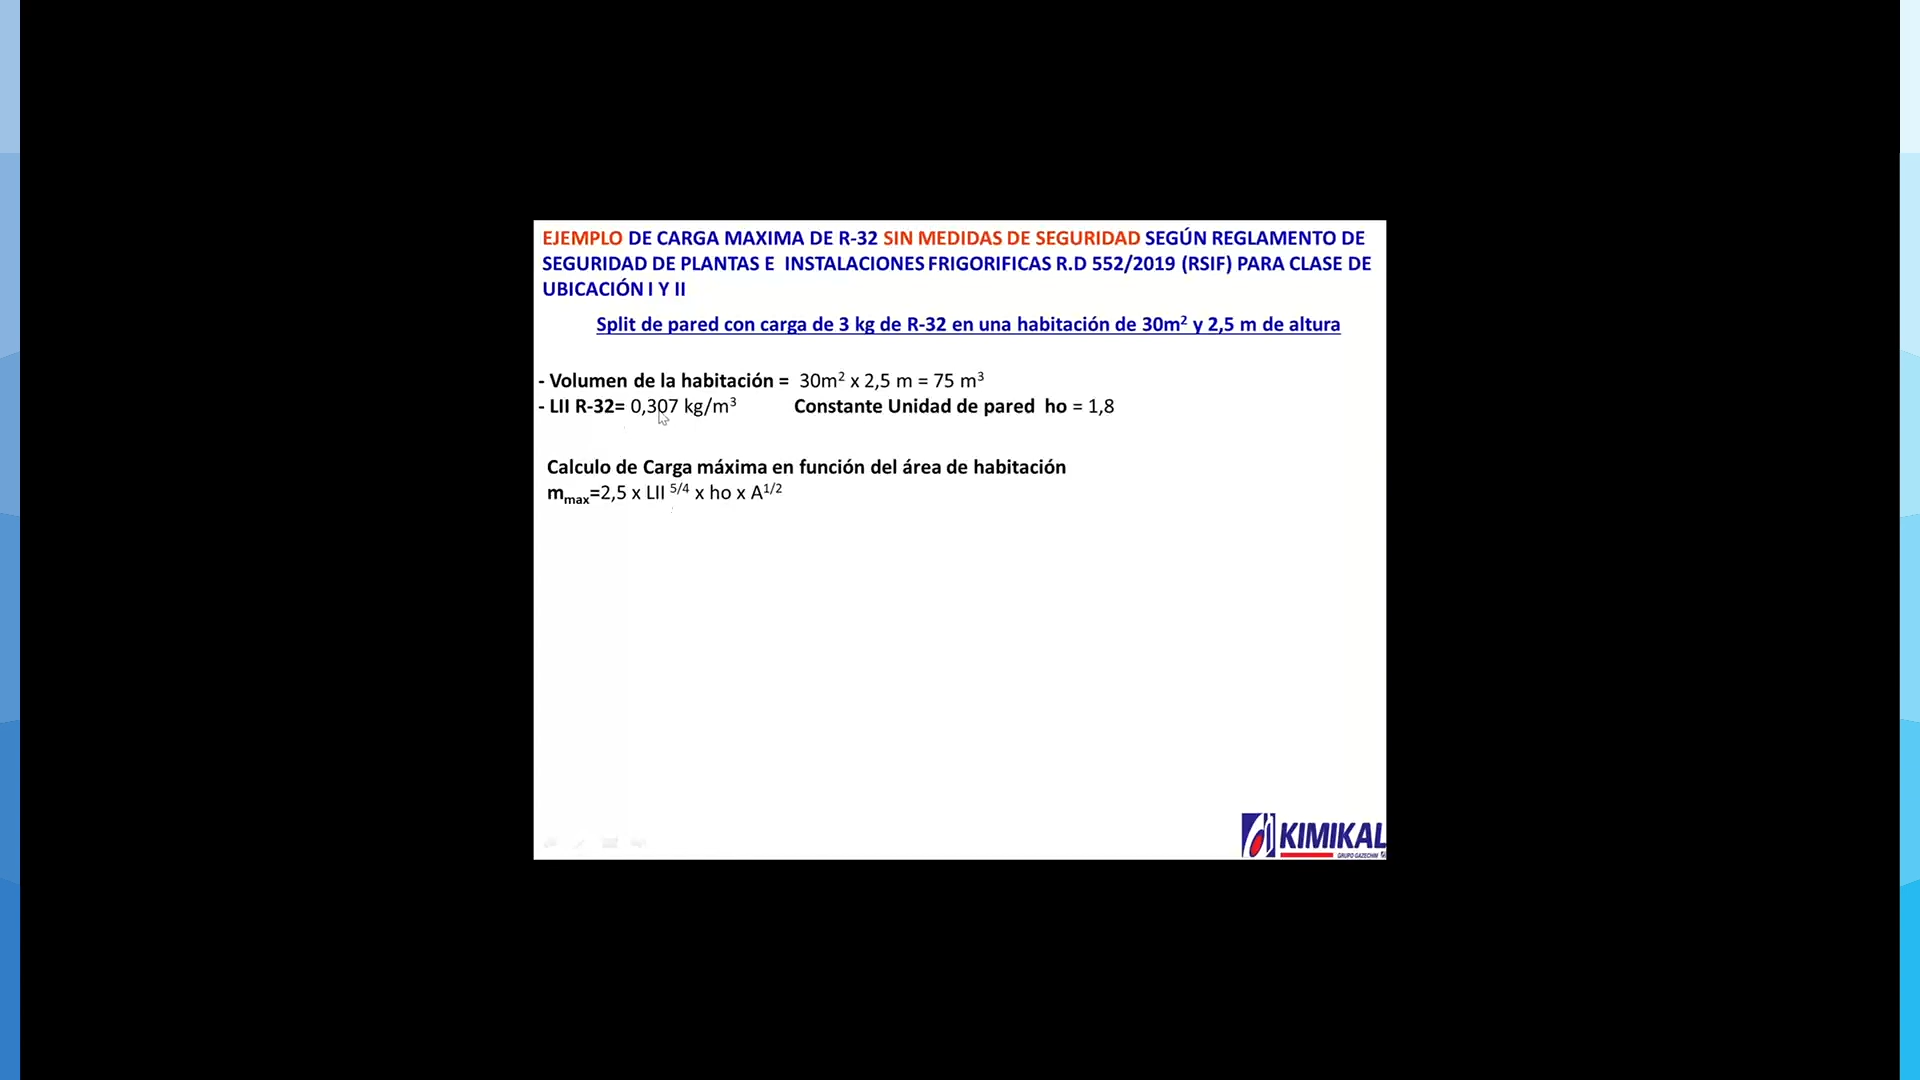 EJEMPLO DE CARGA MAXIMA DE R-32 SIN MEDIDAS DE SEGURIDAD SEGÚN REGLAMENTO DE
SEGURIDAD DE PLANTAS E INSTALACIONES FRIGORIFICAS R.D 552/2019 (RSIF) PARA CLASE DE
UBICACIÓN I Y II
Split de pared con carga de 3 kg de R-32 en una habitación de 30m² y 2,5 m de altura
- Volumen de la habitación = 30m² x 2,5 m = 75 m³
- LII R-32= 0,307 kg/m³ Constante Unidad de pared ho = 1,8
Calculo de Carga máxima en función del área de habitación
mmax=2,5 x LII 5/4 x ho x A1/2
KIMIKAL
GRUPO GAZECHIM